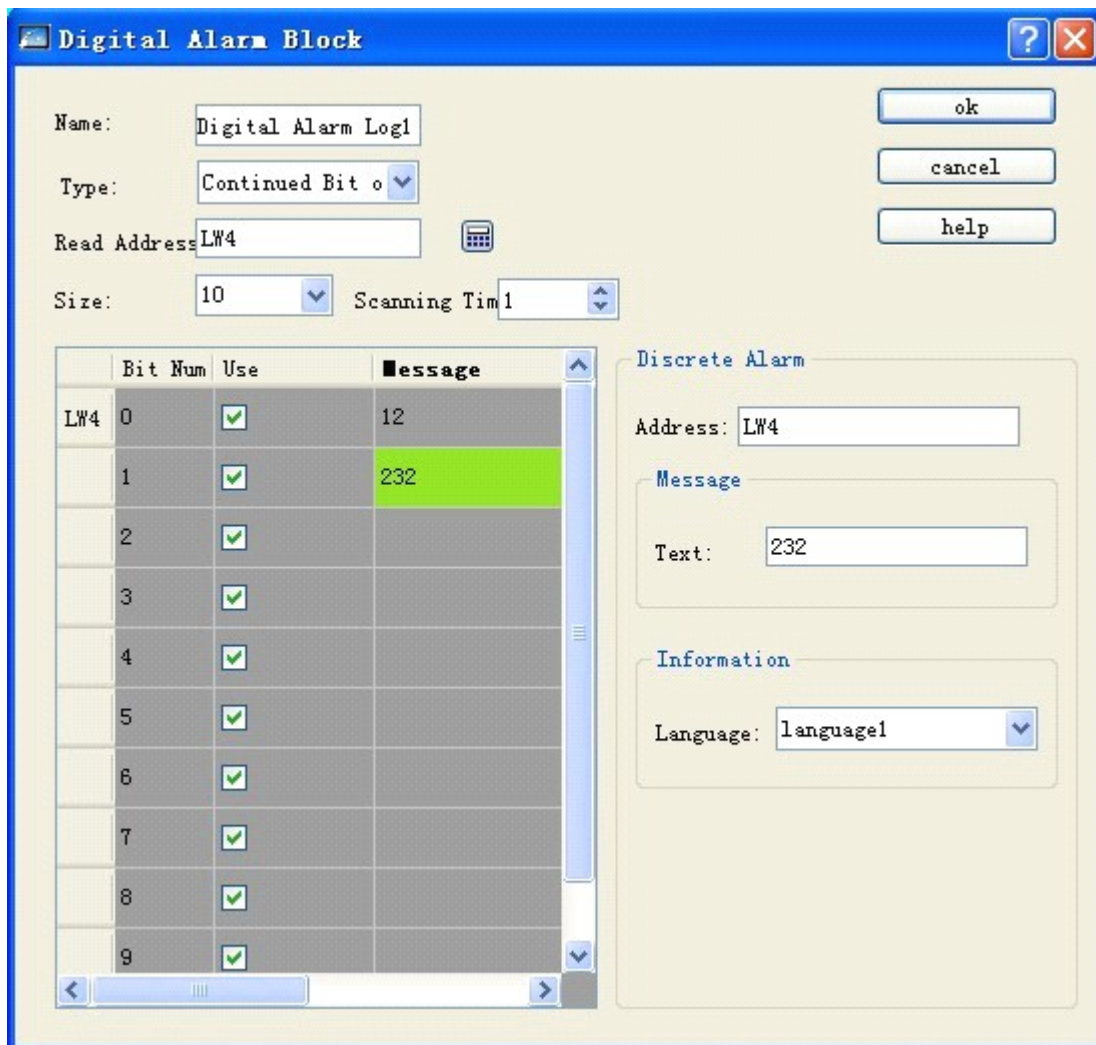 Digital Alarm Block
Name: Digital Alarm Log1
ok
Type: Continued Bit o
cancel
Read Address LW4
help
Size: 10 Scanning Tim 1
Bit Num Use Message
LW4 0 12
1 232
2
3
4
5
6
7
8
9
Discrete Alarm
Address: LW4
Message
Text: 232
Information
Language: language1